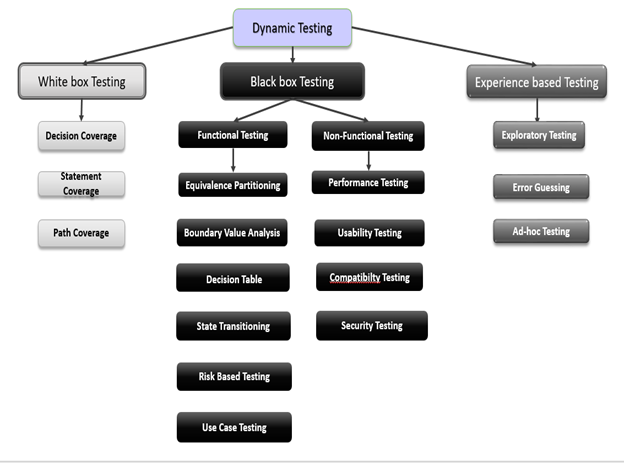 Dynamic Testing
White box Testing
Black box Testing
Experience based Testing
Decision Coverage
Statement
Coverage
Path Coverage
Functional Testing
Equivalence Partitioning
Boundary Value Analysis
Decision Table
State Transitioning
Risk Based Testing
Use Case Testing
Non-Functional Testing
Performance Testing
Usability Testing
Compatibilty Testing
Security Testing
Exploratory Testing
Error Guessing
Ad-hoc Testing